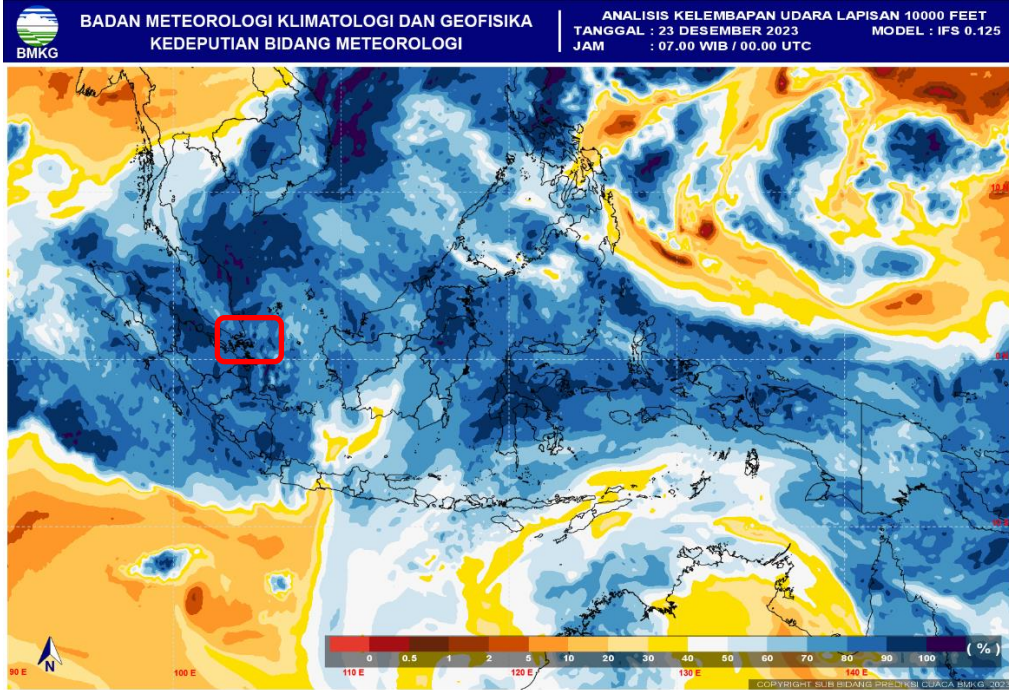 BMKG
BADAN METEOROLOGI KLIMATOLOGI DAN GEOFISIKA
KEDEPUTIAN BIDANG METEOROLOGI
ANALISIS KELEMBAPAN UDARA LAPISAN 10000 FEET
TANGGAL : 23 DESEMBER 2023 MODEL : IFS 0.125
JAM : 07.00 WIB / 00.00 UTC
N
90 E 100 E 110 E 120 E 130 E 140 E
0 0.5 1 2 5 10 20 30 40 50 60 70 80 90 100 ( % )
COPYRIGHT SUB BIDANG PREDIKSI CUACA BMKG